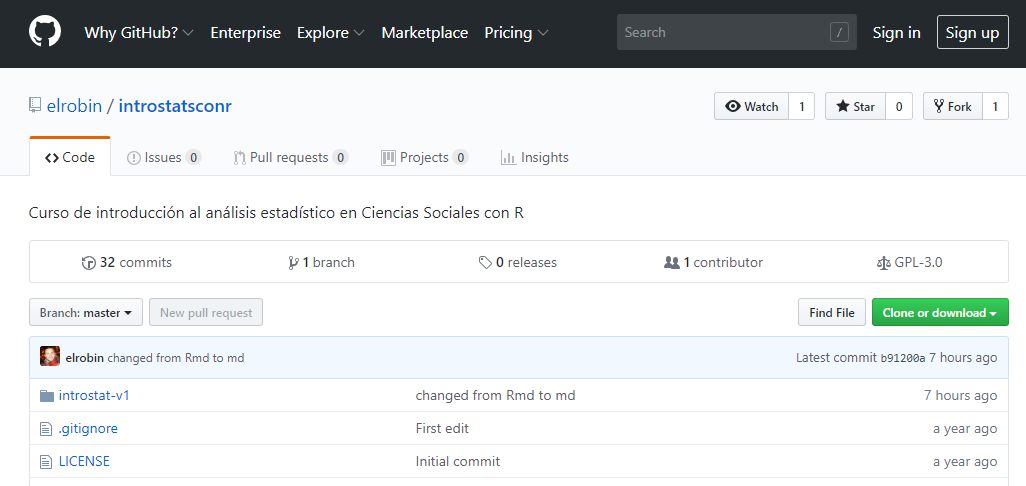 Why GitHub? Enterprise Explore Marketplace Pricing Search / Sign in Sign up
elrobin / introstatsconr Watch 1 Star 0 Fork 1
Code Issues 0 Pull requests 0 Projects 0 Insights
Curso de introducción al análisis estadístico en Ciencias Sociales con R
32 commits 1 branch 0 releases 1 contributor GPL-3.0
Branch: master New pull request Find File Clone or download
elrobin changed from Rmd to md Latest commit b91200a 7 hours ago
introstat-v1 changed from Rmd to md 7 hours ago
.gitignore First edit a year ago
LICENSE Initial commit a year ago